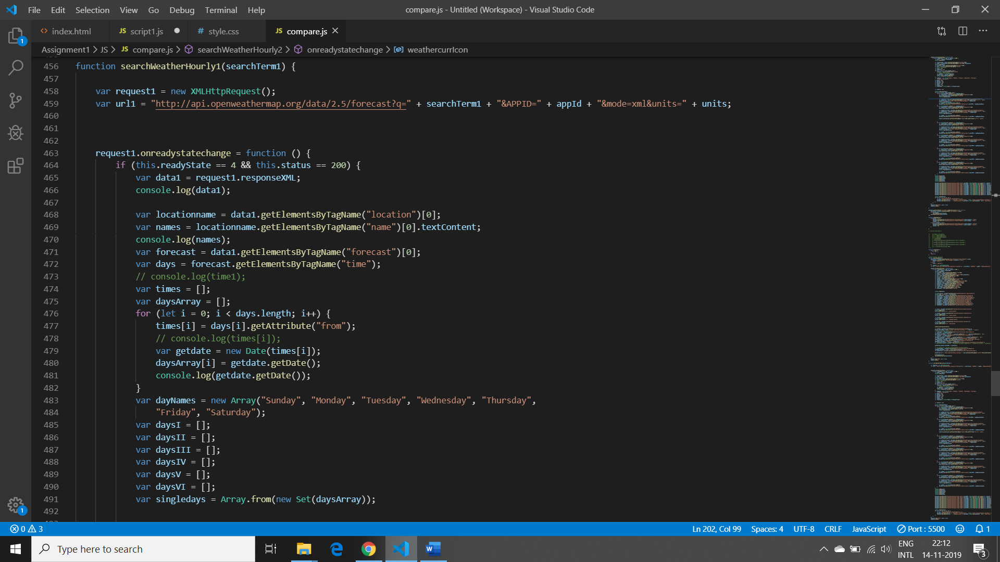 File Edit Selection View Go Debug Terminal Help compare.js - Untitled (Workspace) - Visual Studio Code
index.html JS script1.js # style.css JS compare.js
Assignment1 > JS > JS compare.js > searchWeatherHourly2 > onreadystatechange > weathercurrIcon
456 function searchWeatherHourly1(searchTerm1) {
457
458 var request1 = new XMLHttpRequest();
459 var url1 = "http://api.openweathermap.org/data/2.5/forecast?q=" + searchTerm1 + "&APPID=" + appId + "&mode=xml&units=" + units;
460
461
462
463 request1.onreadystatechange = function () {
464 if (this.readyState == 4 && this.status == 200) {
465 var data1 = request1.responseXML;
466 console.log(data1);
467
468 var locationname = data1.getElementsByTagName("location")[0];
469 var names = locationname.getElementsByTagName("name")[0].textContent;
470 console.log(names);
471 var forecast = data1.getElementsByTagName("forecast")[0];
472 var days = forecast.getElementsByTagName("time");
473 // console.log(time1);
474 var times = [];
475 var daysArray = [];
476 for (let i = 0; i < days.length; i++) {
477 times[i] = days[i].getAttribute("from");
478 // console.log(times[i]);
479 var getdate = new Date(times[i]);
480 daysArray[i] = getdate.getDate();
481 console.log(getdate.getDate());
482 }
483 var dayNames = new Array("Sunday", "Monday", "Tuesday", "Wednesday", "Thursday",
484 "Friday", "Saturday");
485 var daysI = [];
486 var daysII = [];
487 var daysIII = [];
488 var daysIV = [];
489 var daysV = [];
490 var daysVI = [];
491 var singledays = Array.from(new Set(daysArray));
492
0 3 Ln 202, Col 99 Spaces: 4 UTF-8 CRLF JavaScript Port : 5500 1
Type here to search ENG 22:12
INTL 14-11-2019 3